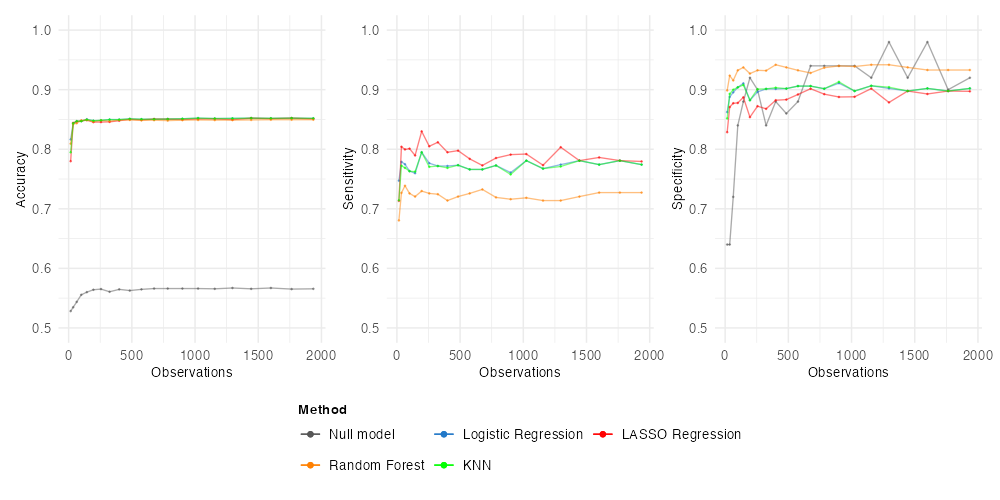 1.0
0.9
0.8
0.7
0.6
0.5
Accuracy
0 500 1000 1500 2000
Observations
1.0
0.9
0.8
0.7
0.6
0.5
Sensitivity
0 500 1000 1500 2000
Observations
1.0
0.9
0.8
0.7
0.6
0.5
Specificity
0 500 1000 1500 2000
Observations
Method
Null model Logistic Regression LASSO Regression
Random Forest KNN